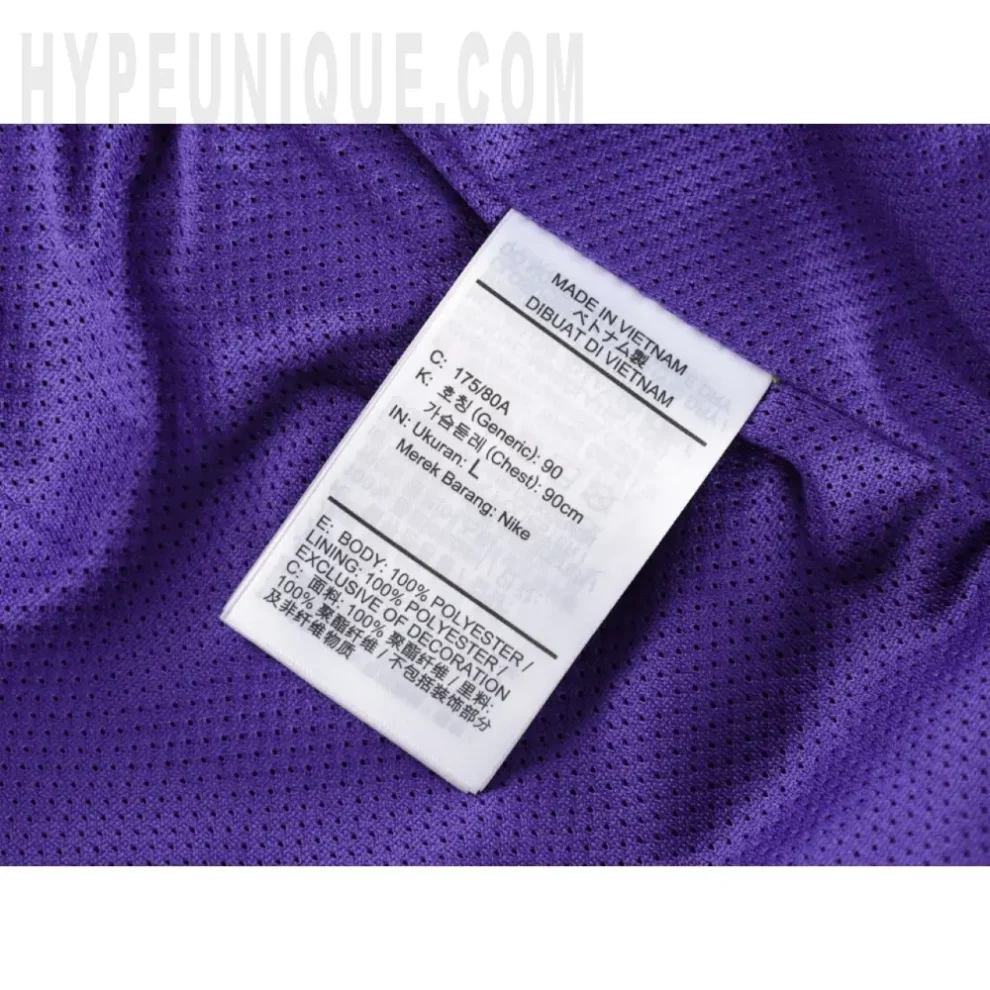 HYPEUNIQUE.COM
MADE IN VIETNAM
ベトナム製
DIBUAT DI VIETNAM
C: 175/80A
K: 호칭 (Generic): 90
가슴둘레 (Chest): 90cm
IN: Ukuran: L
Merek Barang: Nike
E: BODY: 100% POLYESTER /
LINING: 100% POLYESTER /
EXCLUSIVE OF DECORATION
C: 面料: 100% 聚酯纤维 / 里料:
100% 聚酯纤维 / 不包括装饰部分
及非纤维物质